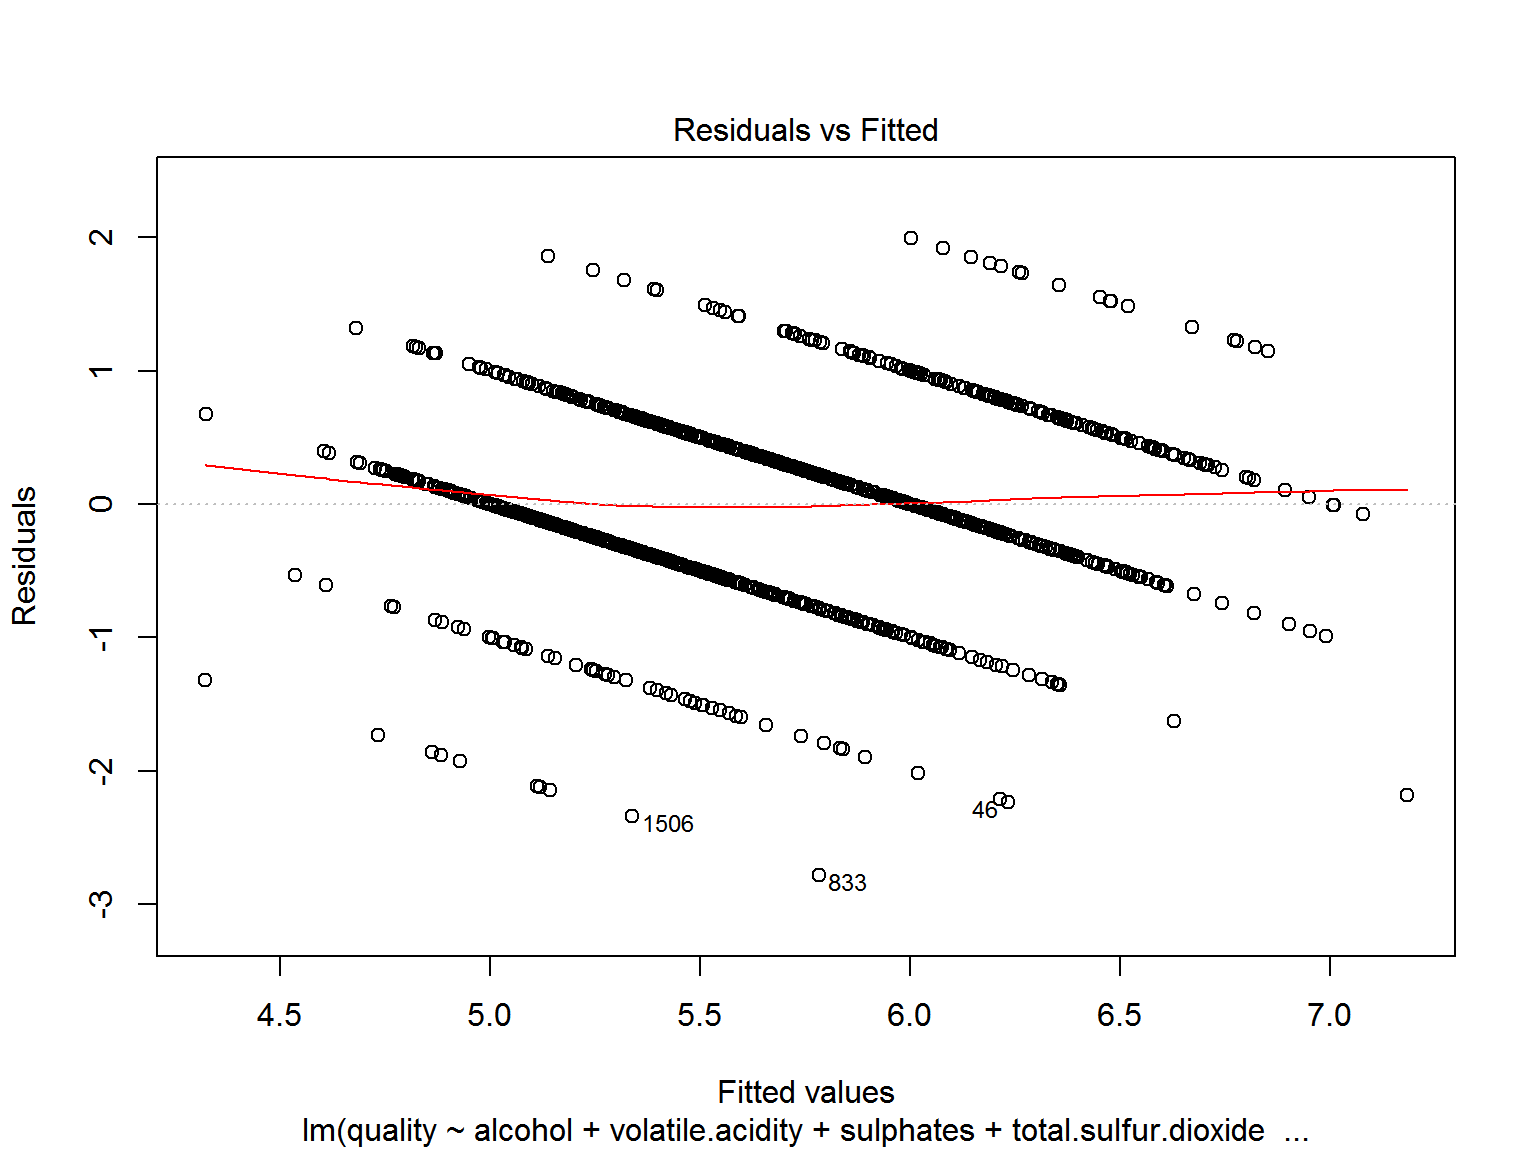 Residuals vs Fitted
Residuals
2
1
0
-1
-2
-3
1506
46
833
4.5 5.0 5.5 6.0 6.5 7.0
Fitted values
lm(quality ~ alcohol + volatile.acidity + sulphates + total.sulfur.dioxide ...